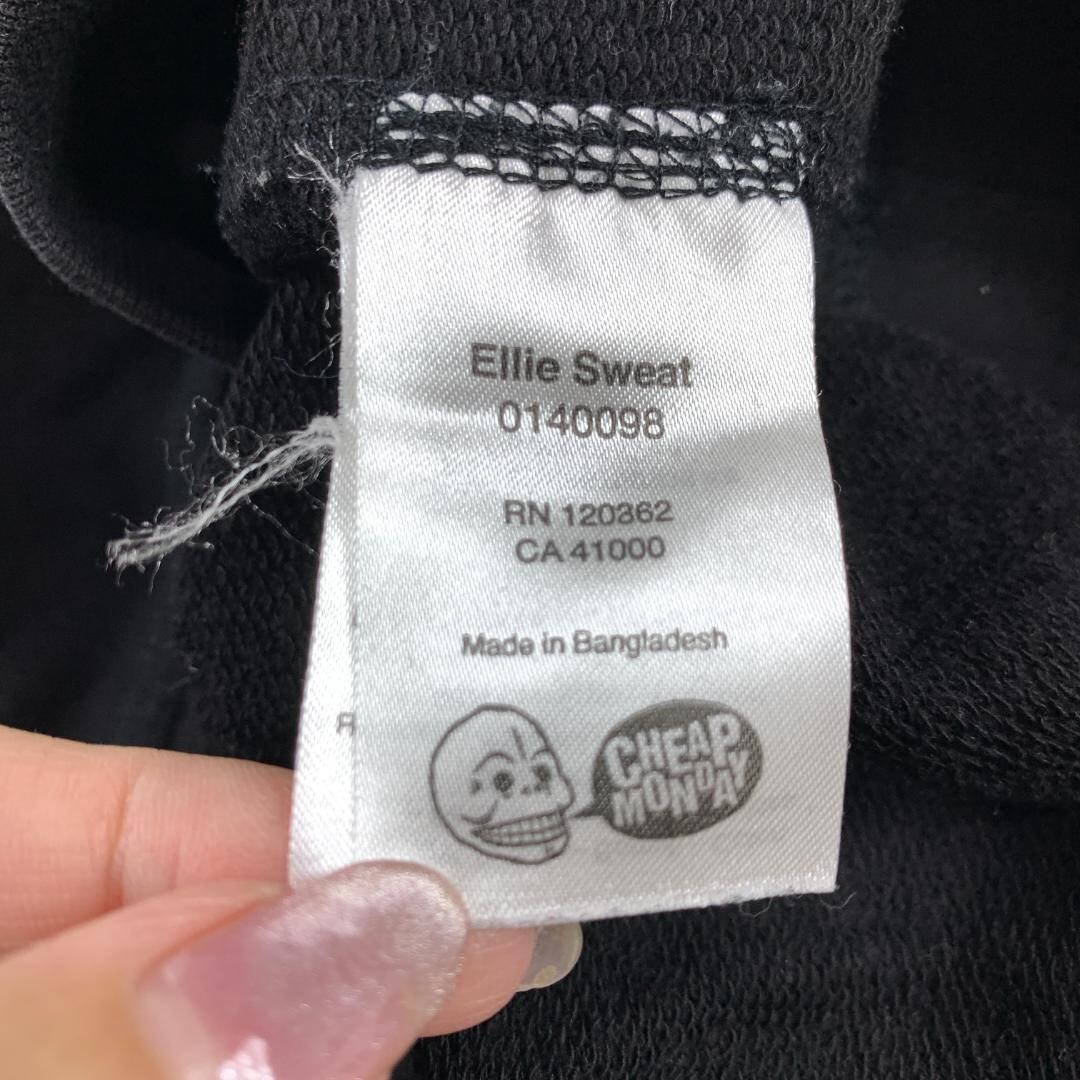 Ellie Sweat
0140098
RN 120362
CA 41000
Made in Bangladesh
R
CHEAP
MONDAY